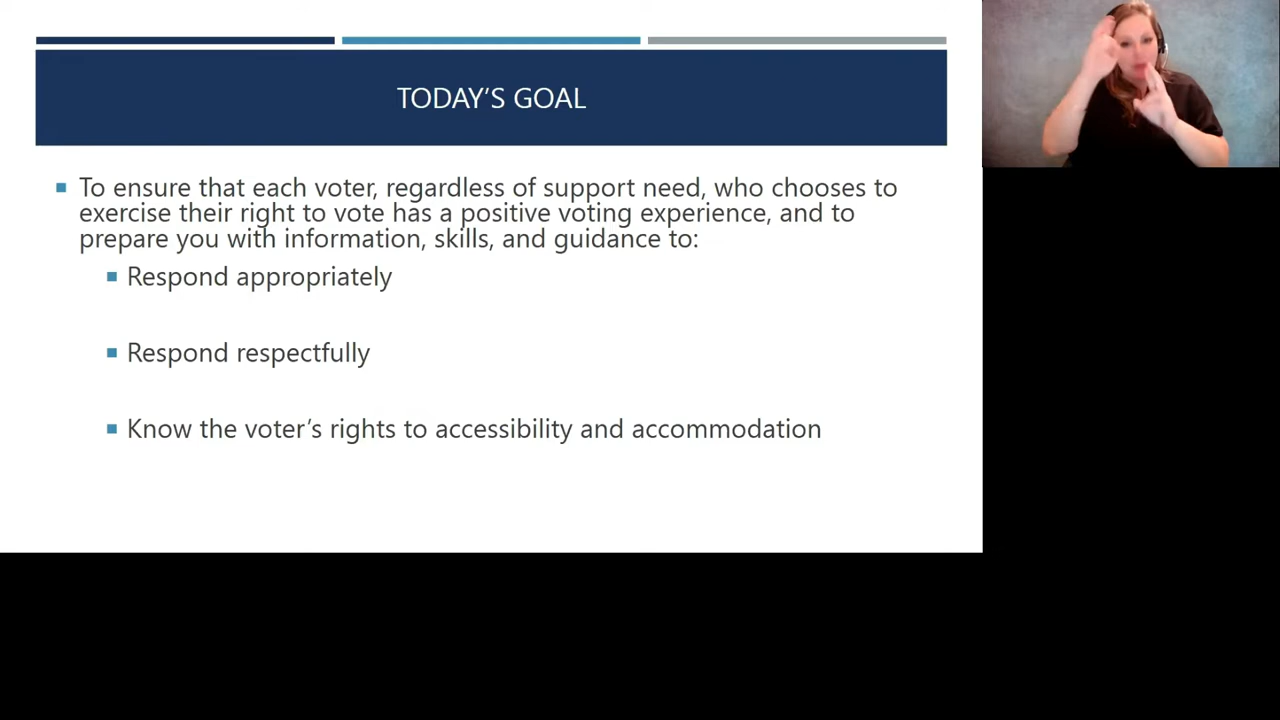 TODAY’S GOAL
To ensure that each voter, regardless of support need, who chooses to
exercise their right to vote has a positive voting experience, and to
prepare you with information, skills, and guidance to:
Respond appropriately
Respond respectfully
Know the voter’s rights to accessibility and accommodation